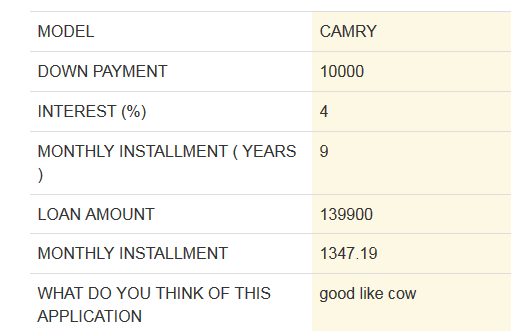 MODEL CAMRY
DOWN PAYMENT 10000
INTEREST (%) 4
MONTHLY INSTALLMENT ( YEARS 9
)
LOAN AMOUNT 139900
MONTHLY INSTALLMENT 1347.19
WHAT DO YOU THINK OF THIS good like cow
APPLICATION